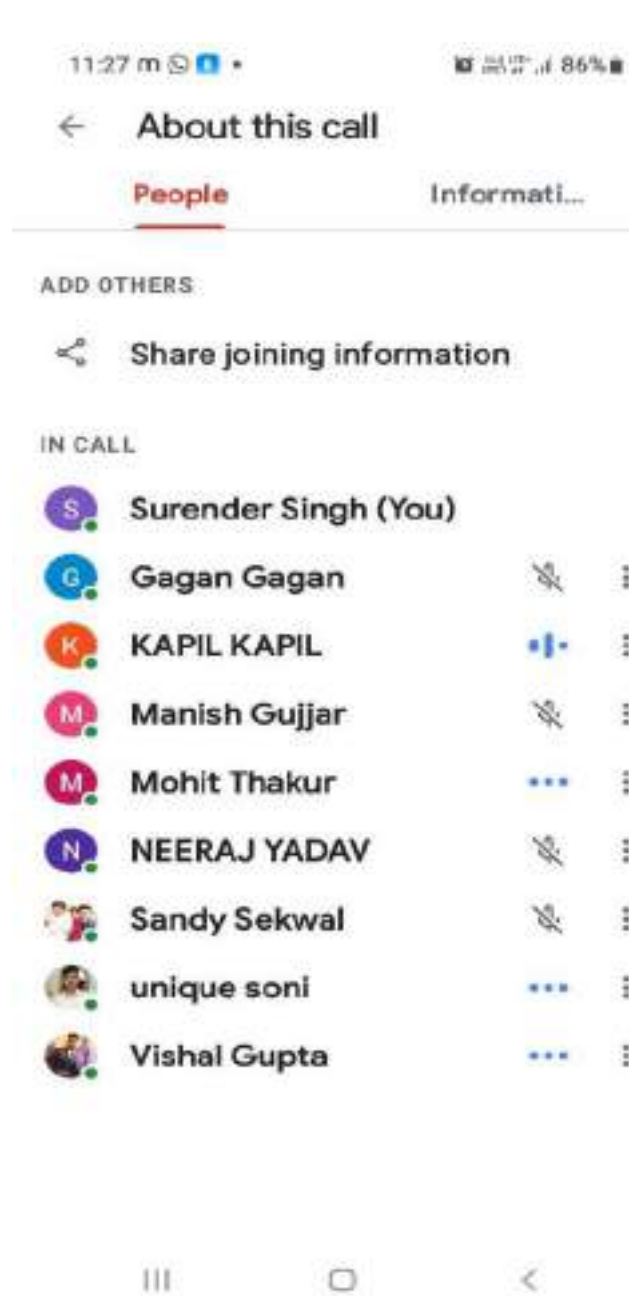 11:27 m 86%
About this call
People Informati...
ADD OTHERS
Share joining information
IN CALL
S Surender Singh (You)
G Gagan Gagan
K KAPIL KAPIL
M Manish Gujjar
M Mohit Thakur
N NEERAJ YADAV
Sandy Sekwal
unique soni
Vishal Gupta